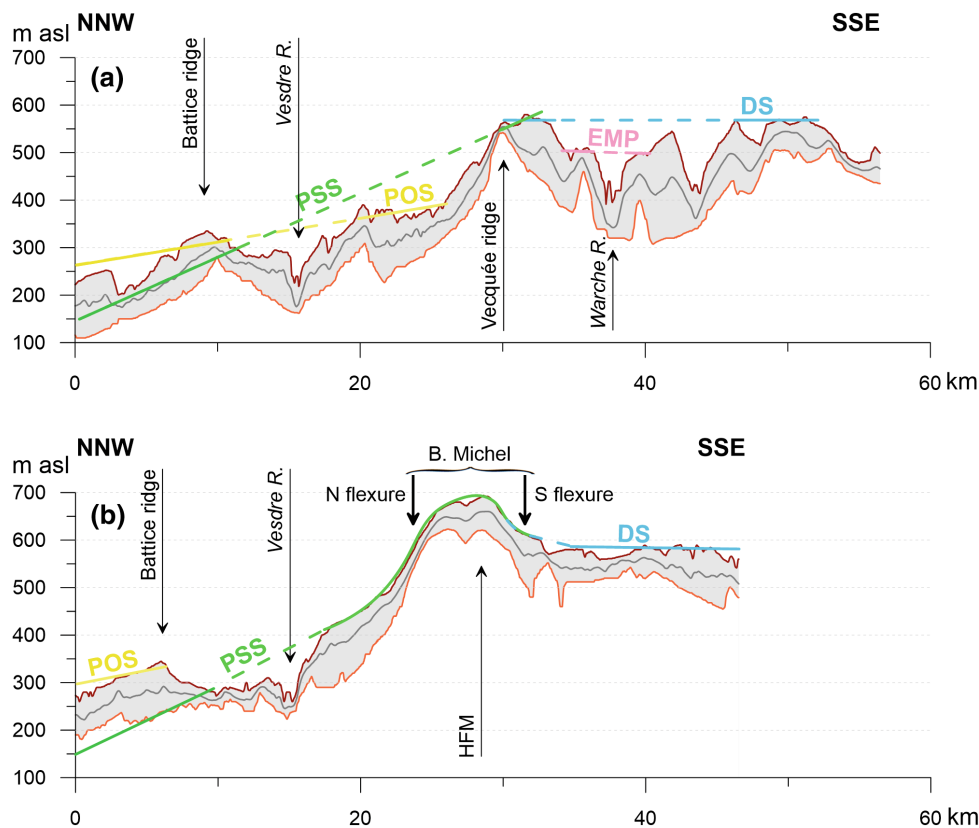 NNW
SSE
m asl
(a)
700
600
500
400
300
200
100
Battice ridge
Vesdre R.
PSS
POS
Vecquée ridge
EMP
Warche R.
DS
0
20
40
60 km
NNW
SSE
m asl
(b)
700
600
500
400
300
200
100
B. Michel
N flexure
S flexure
Battice ridge
Vesdre R.
POS
PSS
HFM
DS
0
20
40
60 km